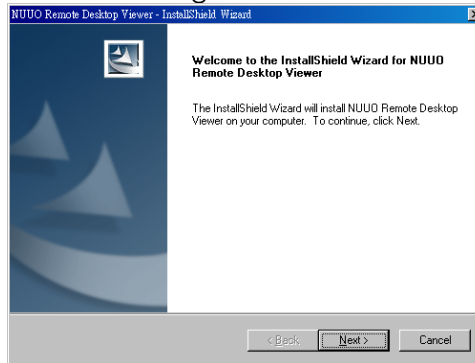 NUUO Remote Desktop Viewer - InstallShield Wizard
Welcome to the InstallShield Wizard for NUUO
Remote Desktop Viewer
The InstallShield Wizard will install NUUO Remote Desktop
Viewer on your computer. To continue, click Next.
< Back
Next >
Cancel